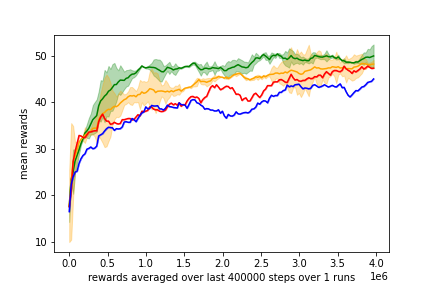 50
40
30
20
10
mean rewards
0.0 0.5 1.0 1.5 2.0 2.5 3.0 3.5 4.0
rewards averaged over last 400000 steps over 1 runs
1e6